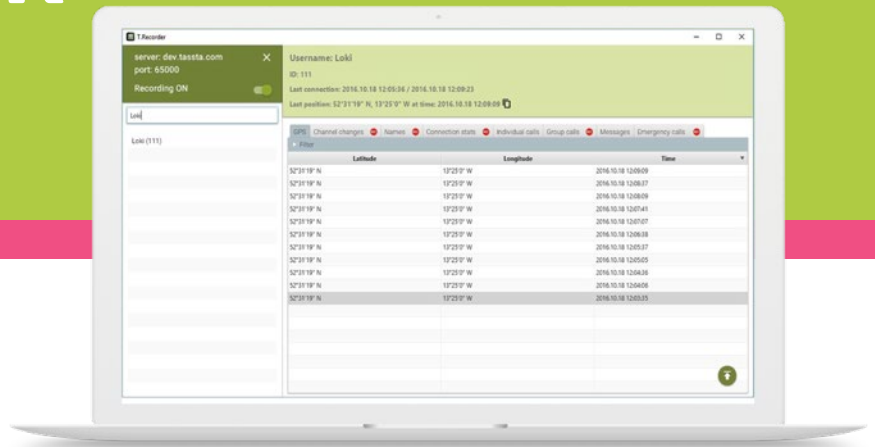 T.Recorder
server: dev.tassta.com
port: 65000
Recording ON
Loki
Loki (111)
Username: Loki
ID: 111
Last connection: 2016.10.18 12:05:36 / 2016.10.18 12:09:23
Last position: 52°31'19" N, 13°25'0" W at time: 2016.10.18 12:09:09
GPS Channel changes Names Connection stats Individual calls Group calls Messages Emergency calls
Filter
Latitude Longitude Time
52°31'19" N 13°25'0" W 2016.10.18 12:09:09
52°31'19" N 13°25'0" W 2016.10.18 12:08:37
52°31'19" N 13°25'0" W 2016.10.18 12:08:09
52°31'19" N 13°25'0" W 2016.10.18 12:07:41
52°31'19" N 13°25'0" W 2016.10.18 12:07:07
52°31'19" N 13°25'0" W 2016.10.18 12:06:38
52°31'19" N 13°25'0" W 2016.10.18 12:05:37
52°31'19" N 13°25'0" W 2016.10.18 12:05:05
52°31'19" N 13°25'0" W 2016.10.18 12:04:36
52°31'19" N 13°25'0" W 2016.10.18 12:04:08
52°31'19" N 13°25'0" W 2016.10.18 12:03:35